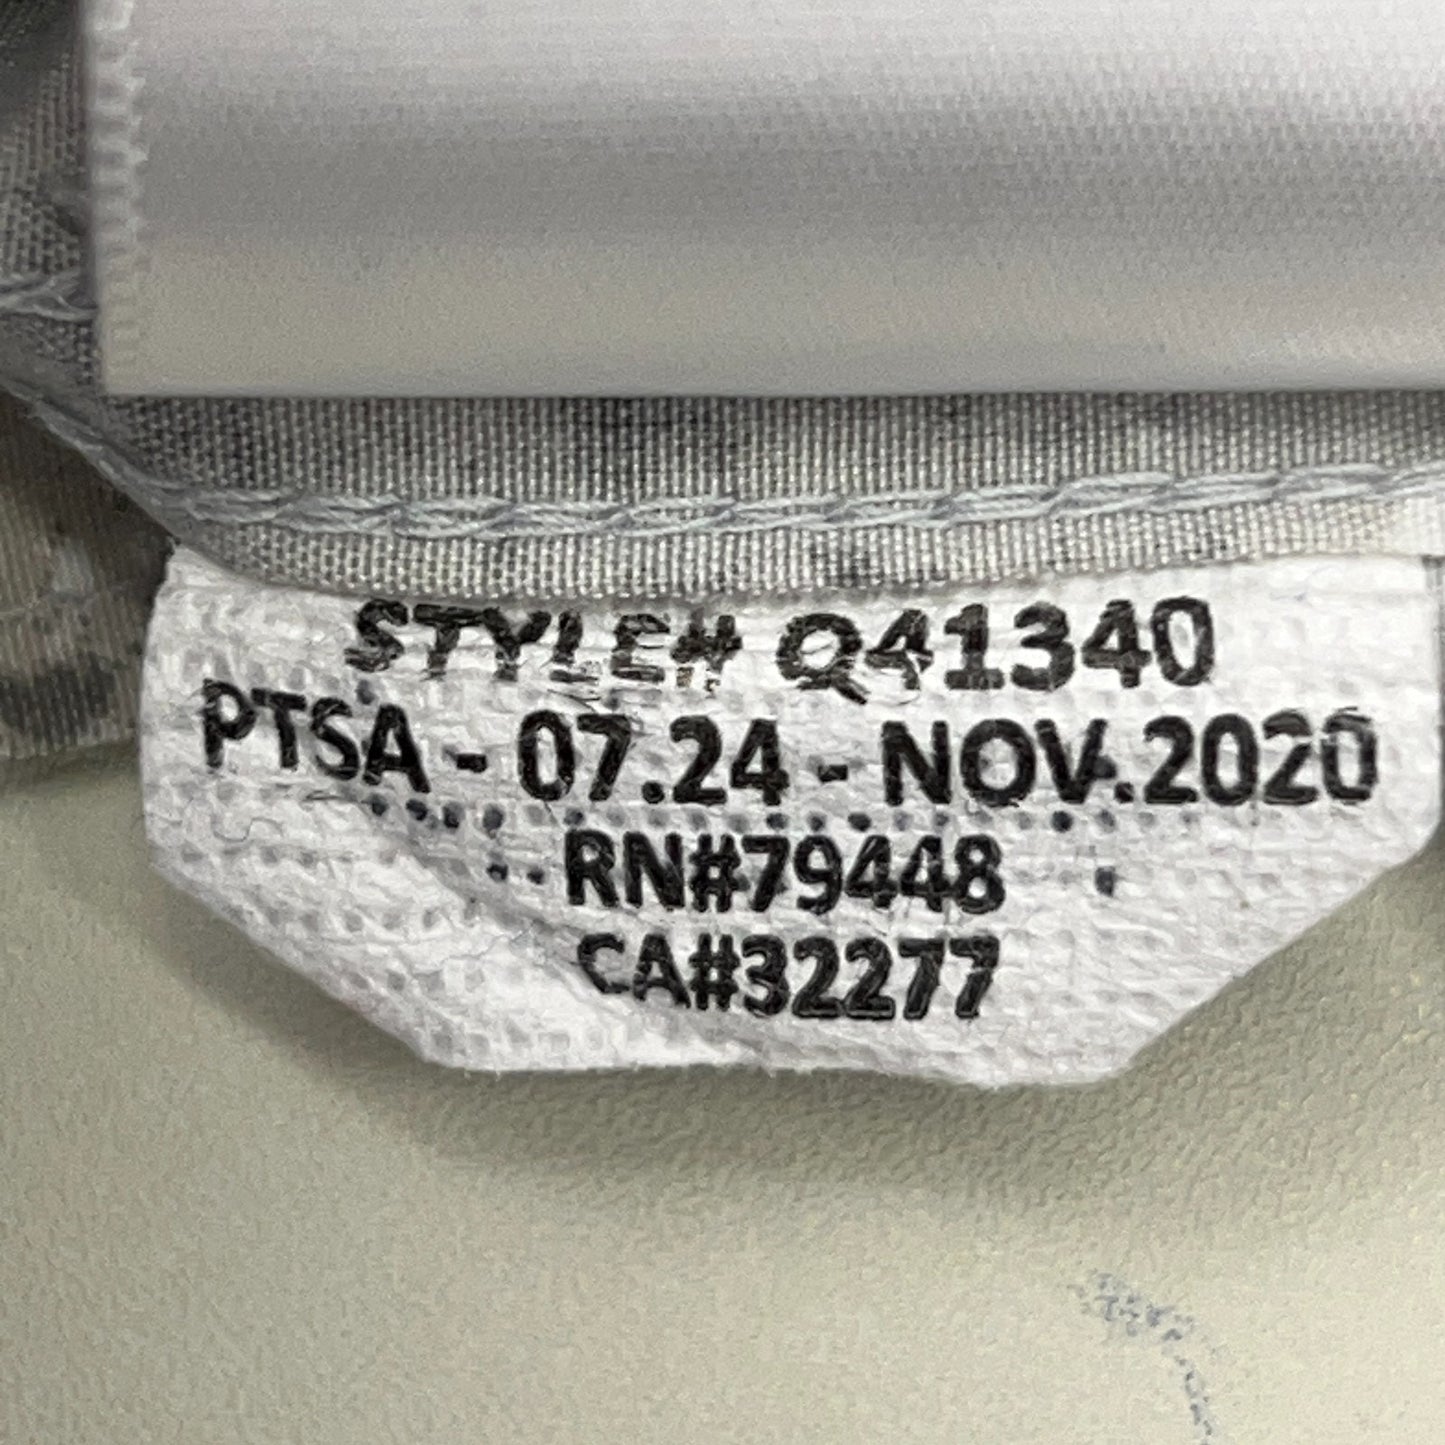 STYLE# Q41340
PTSA - 07.24 - NOV.2020
RN#79448
CA#32277